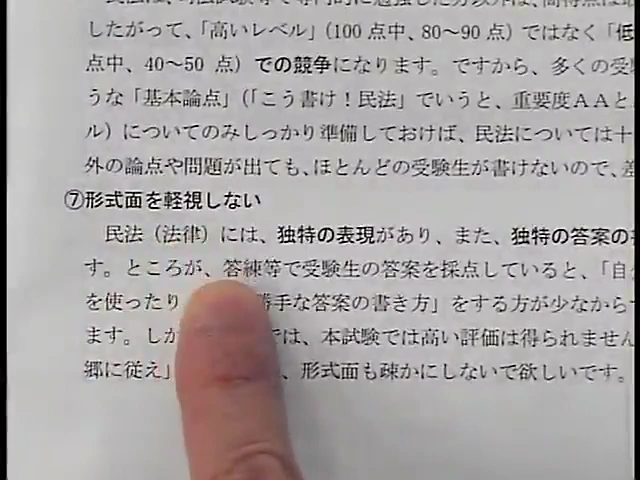 したがって、「高いレベル」(100点中、80〜90点)ではなく「低
点中、40〜50 点)での競争になります。ですから、多くの受
うな「基本論点」(「こう書け！民法」でいうと、重要度ＡＡと
ル)についてのみしっかり準備しておけば、民法については十
外の論点や問題が出ても、ほとんどの受験生が書けないので、
⑦形式面を軽視しない
民法（法律）には、独特の表現があり、また、独特の答案の
す。ところが、答練等で受験生の答案を採点していると、「自
を使ったり 勝手な答案の書き方」をする方が少なから
ます。しか では、本試験では高い評価は得られません
郷に従え」 、形式面も疎かにしないで欲しいです。